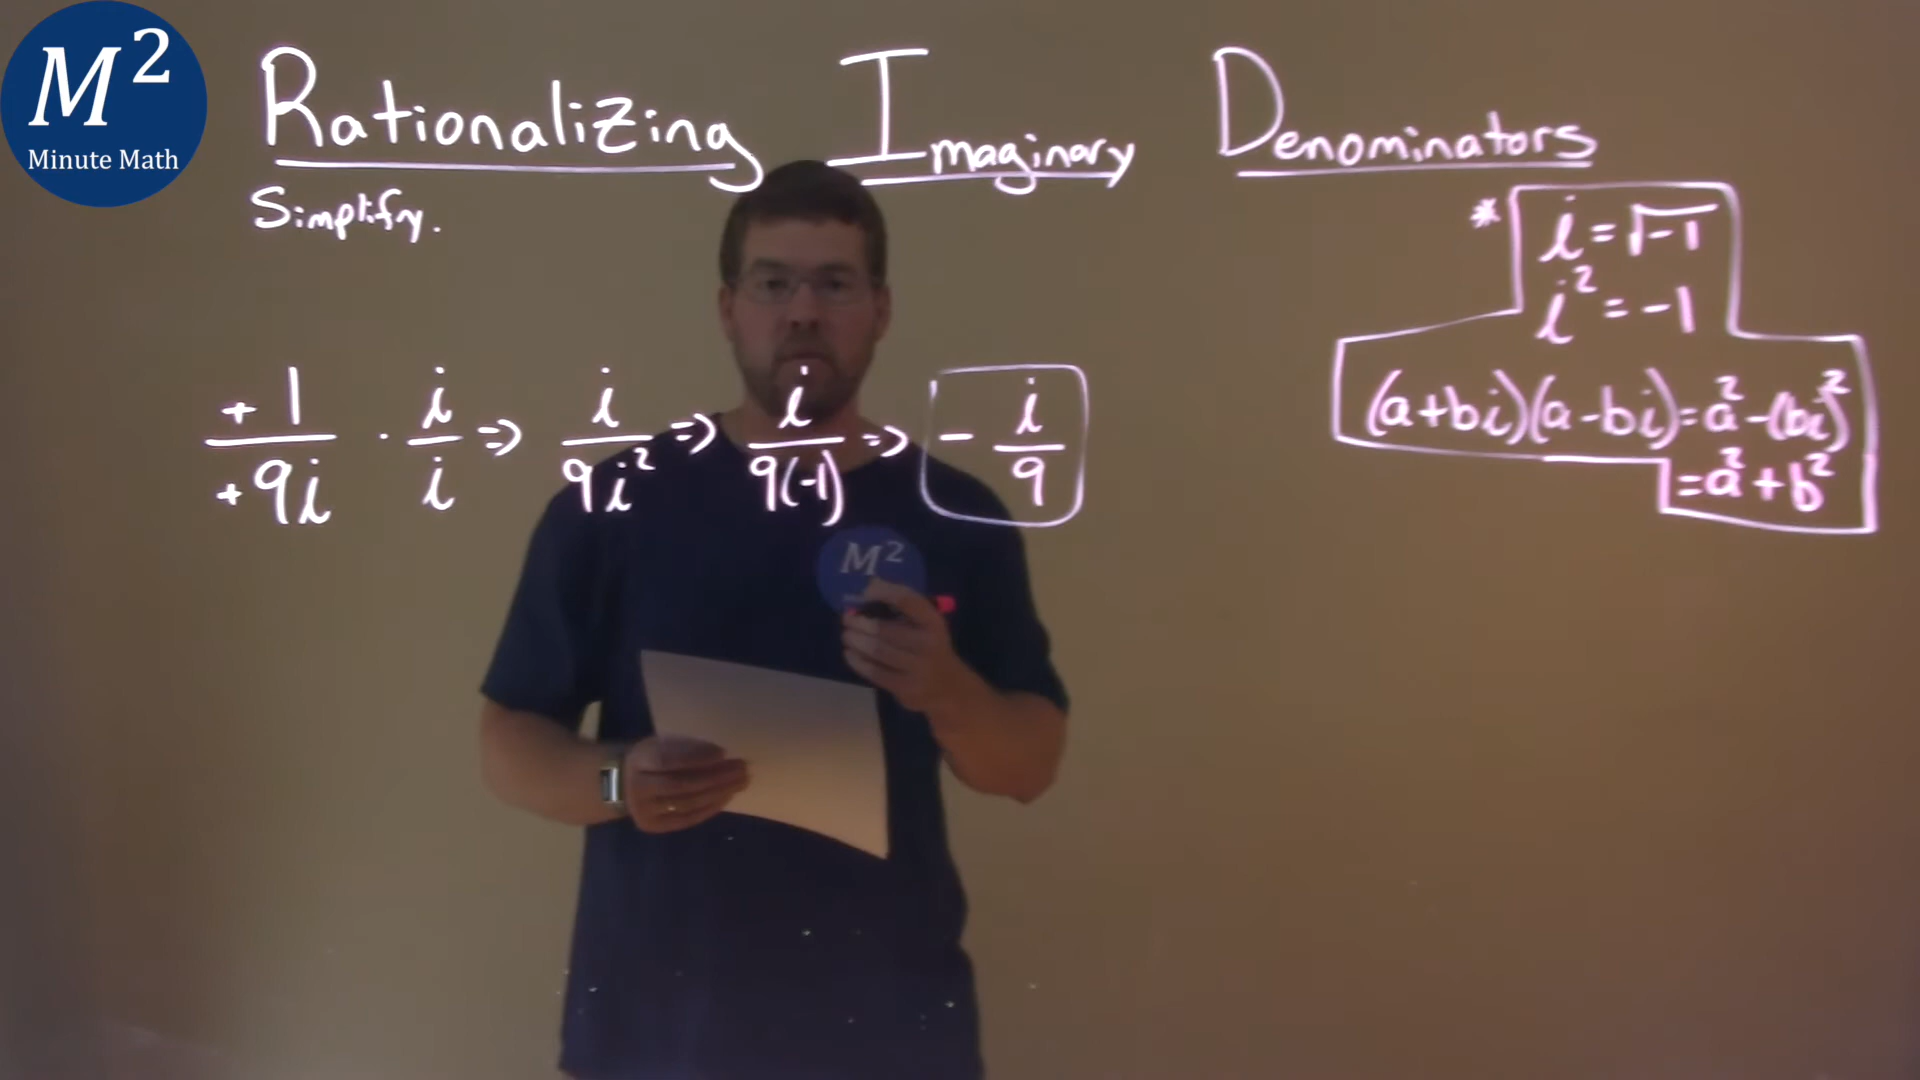 M²
Minute Math
Rationalizing Imaginary Denominators
Simplify.
* i = √-1
i² = -1
(a+bi)(a-bi) = a² - (bi)²
= a² + b²
+1/+9i · i/i ⇒ i/9i² ⇒ i/9(-1) ⇒ - i/9
M²